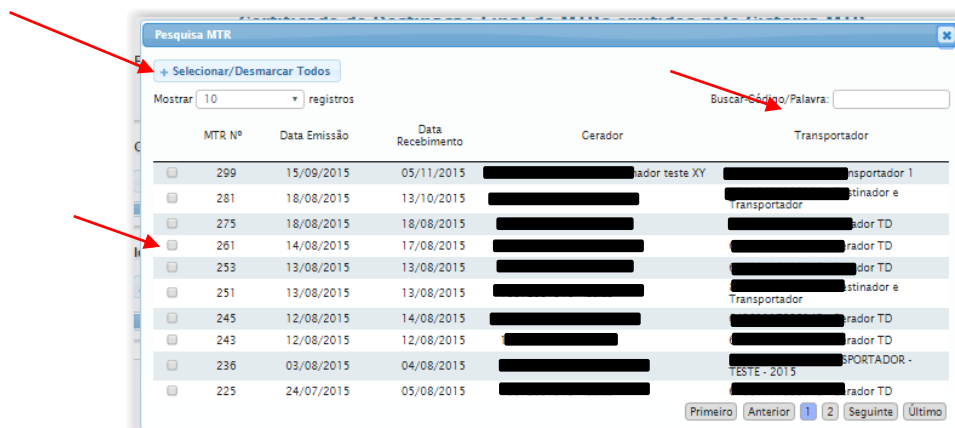 Pesquisa MTR
+ Selecionar/Desmarcar Todos
Mostrar 10 registros
Buscar-Código/Palavra:
MTR Nº Data Emissão Data Recebimento Gerador Transportador
299 15/09/2015 05/11/2015 nador teste XY nsportador 1
281 18/08/2015 13/10/2015 stinador e
Transportador
275 18/08/2015 18/08/2015 ador TD
261 14/08/2015 17/08/2015 erador TD
253 13/08/2015 13/08/2015 dor TD
251 13/08/2015 13/08/2015 estinador e
Transportador
245 12/08/2015 14/08/2015 erador TD
243 12/08/2015 12/08/2015 erador TD
236 03/08/2015 04/08/2015 SPORTADOR -
TESTE - 2015
225 24/07/2015 05/08/2015 erador TD
Primeiro Anterior 1 2 Seguinte Último